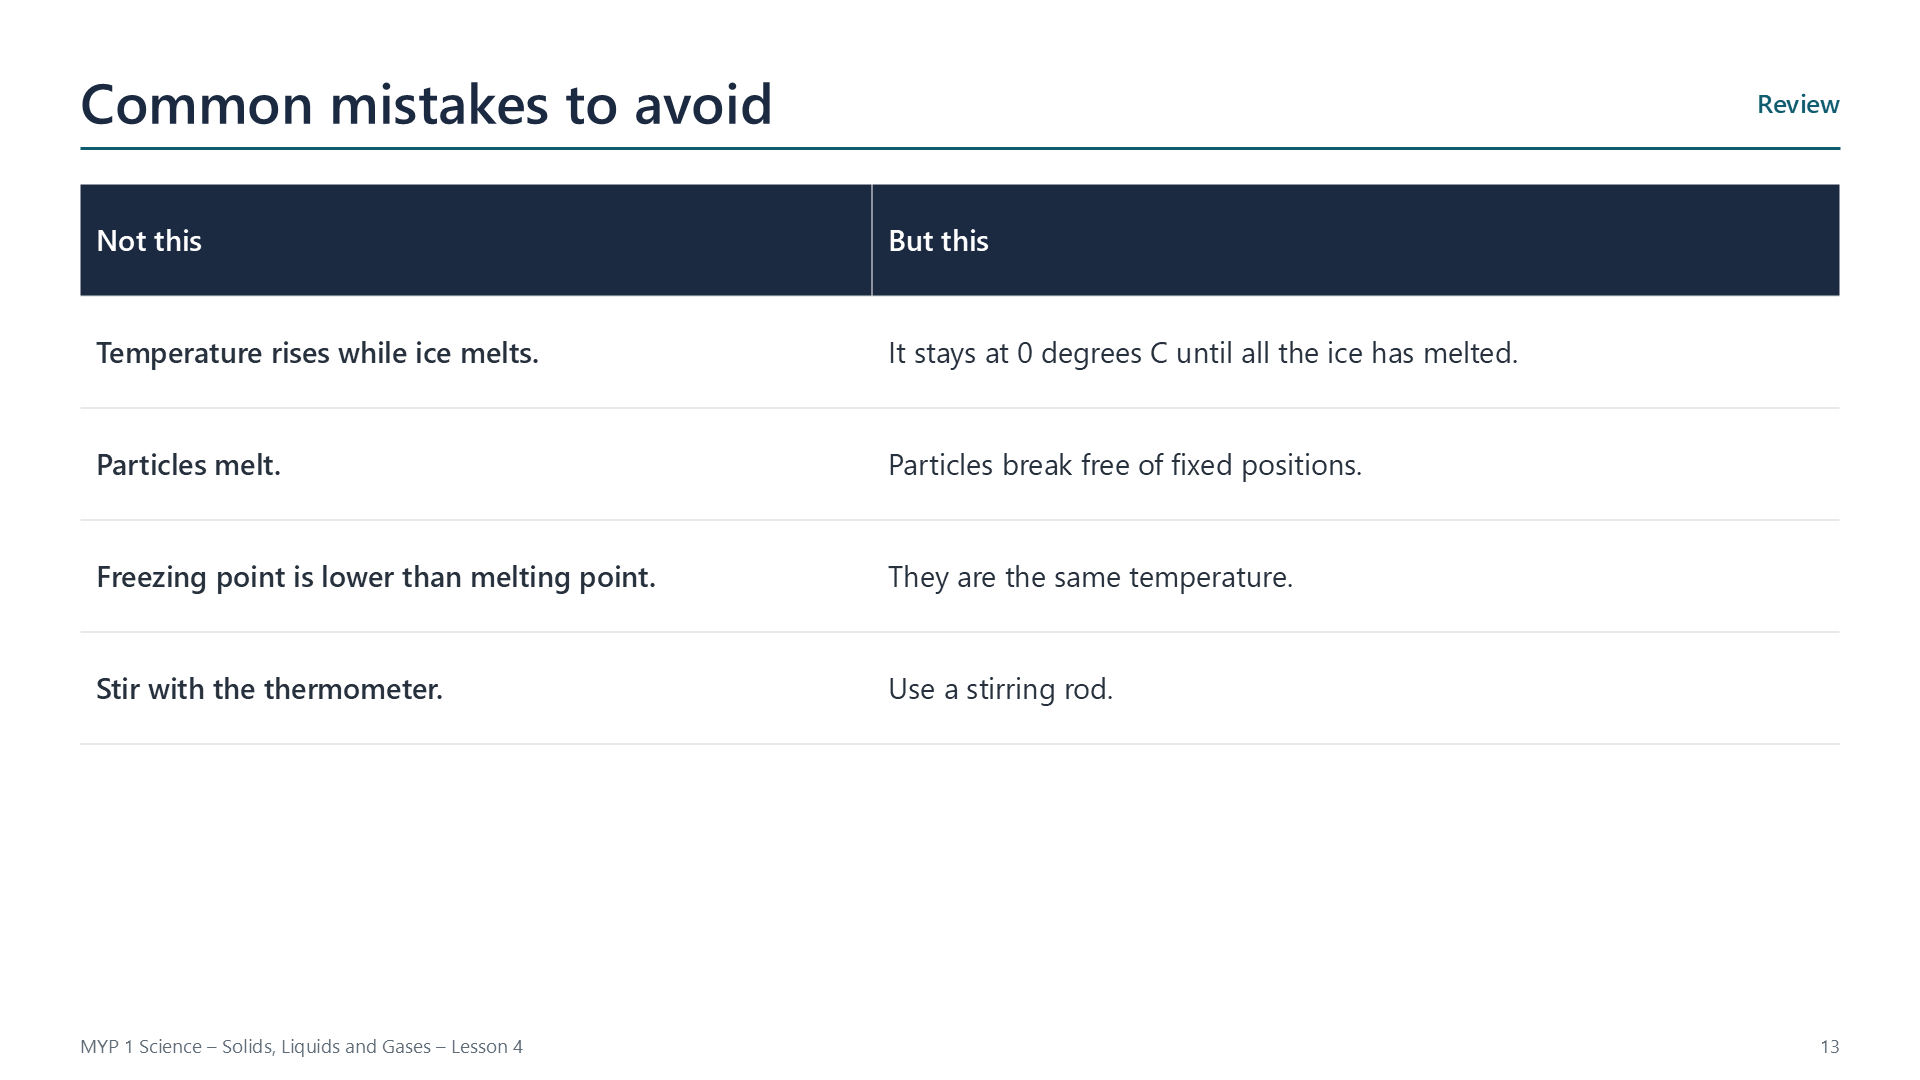 Common mistakes to avoid
Review
Not this
But this
Temperature rises while ice melts.
It stays at 0 degrees C until all the ice has melted.
Particles melt.
Particles break free of fixed positions.
Freezing point is lower than melting point.
They are the same temperature.
Stir with the thermometer.
Use a stirring rod.
MYP 1 Science – Solids, Liquids and Gases – Lesson 4
13